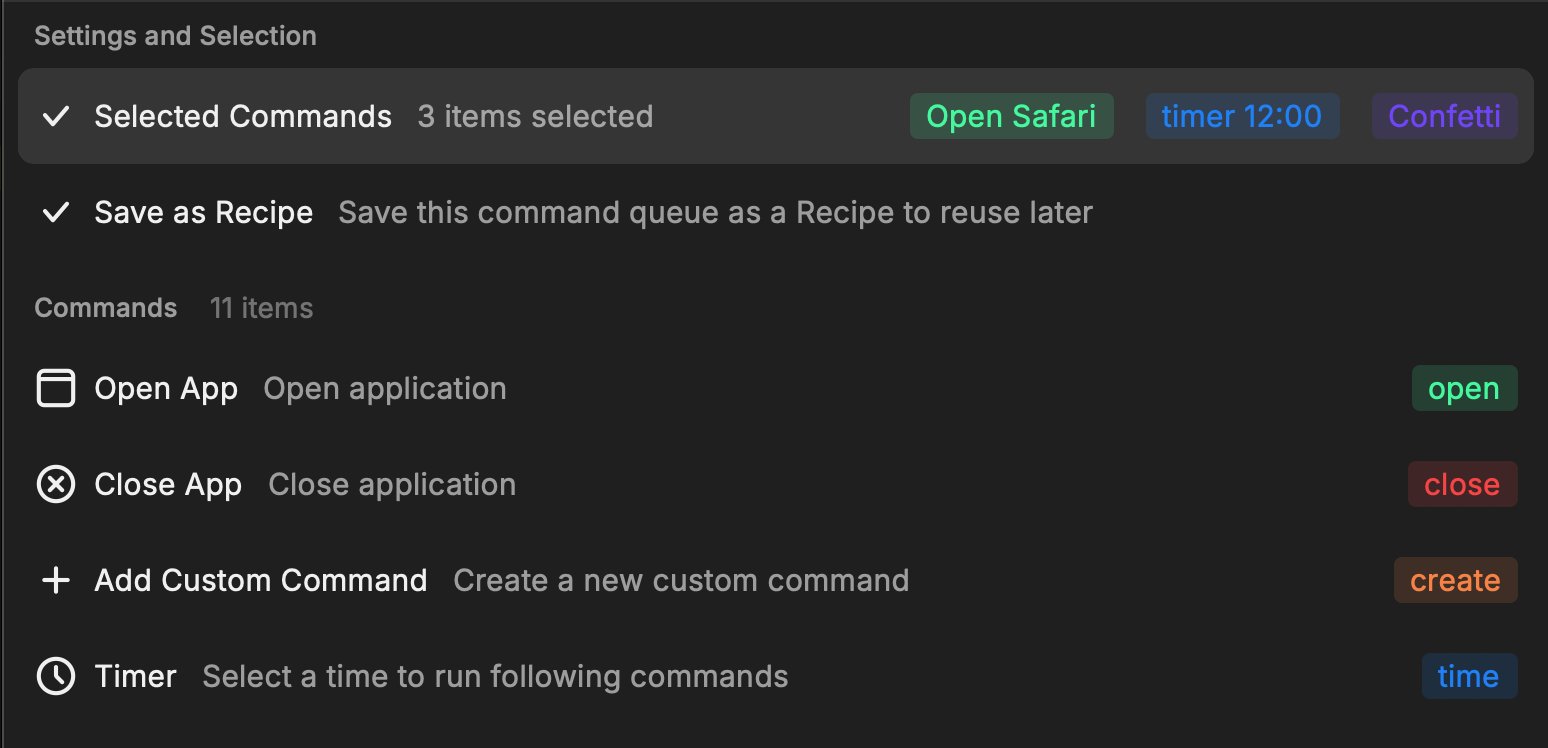 Settings and Selection
Selected Commands 3 items selected Open Safari timer 12:00 Confetti
Save as Recipe Save this command queue as a Recipe to reuse later
Commands 11 items
Open App Open application open
Close App Close application close
Add Custom Command Create a new custom command create
Timer Select a time to run following commands time